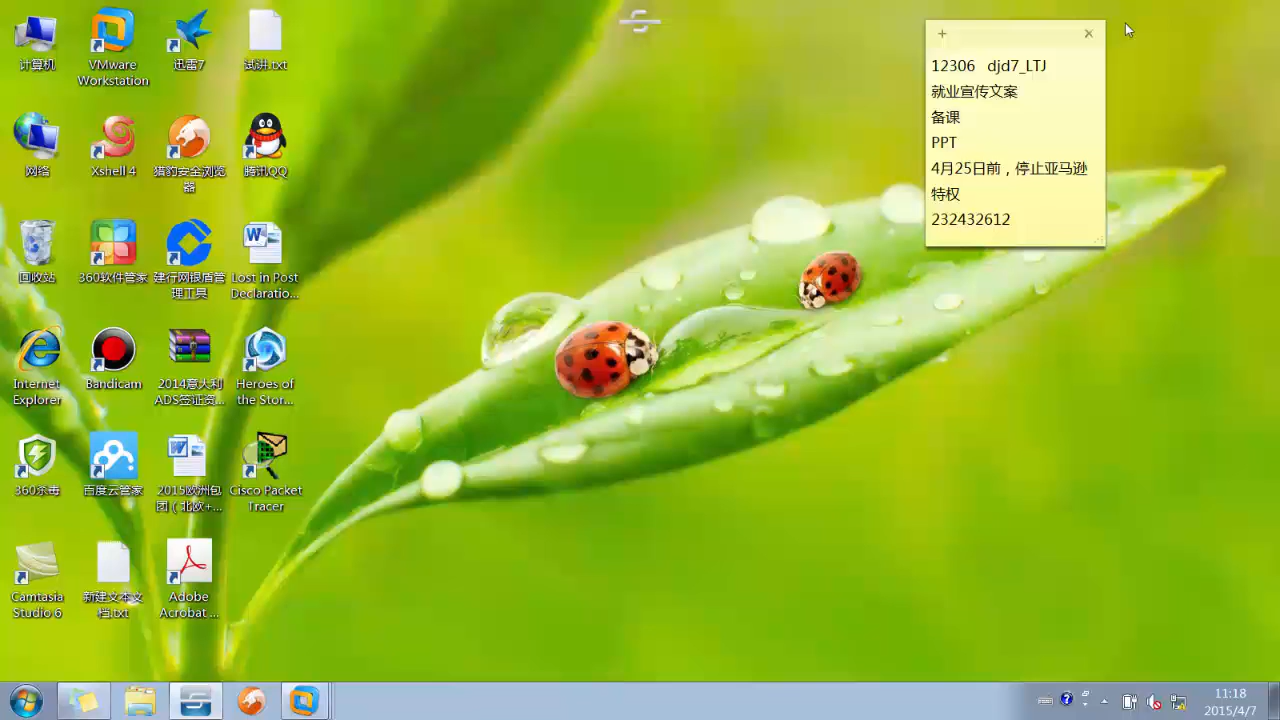 计算机
VMware
Workstation
迅雷7
试讲.txt
网络
Xshell 4
猎豹安全浏览
器
腾讯QQ
回收站
360软件管家
建行网银盾管
理工具
Lost in Post
Declaratio...
Internet
Explorer
Bandicam
2014意大利
ADS签证资...
Heroes of
the Stor...
360杀毒
百度云管家
2015欧洲包
团（北欧+...
Cisco Packet
Tracer
Camtasia
Studio 6
新建文本文
档.txt
Adobe
Acrobat ...
12306 djd7_LTJ
就业宣传文案
备课
PPT
4月25日前，停止亚马逊
特权
232432612
11:18
2015/4/7